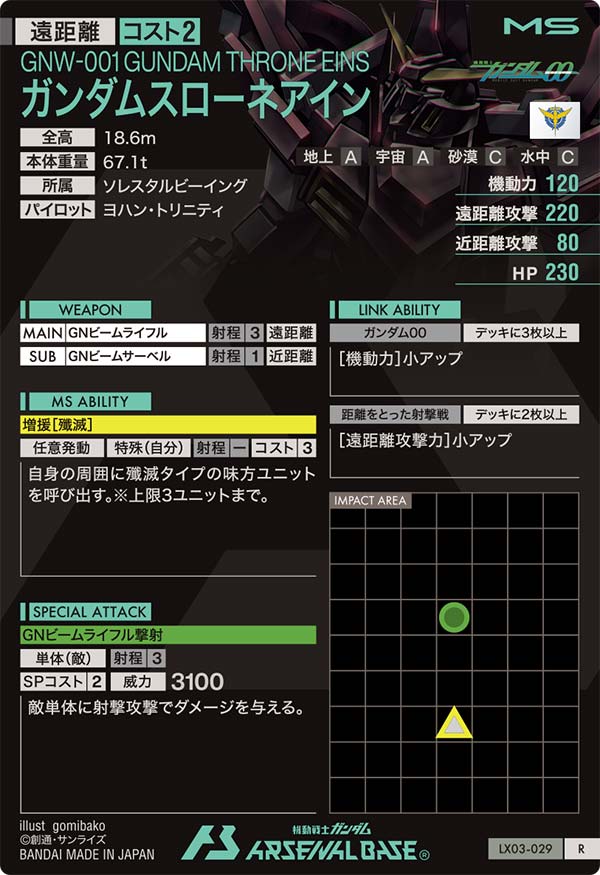 遠距離 コスト2 MS
GNW-001 GUNDAM THRONE EINS
機動戦士ガンダム00
ガンダムスローネアイン
全高 18.6m
本体重量 67.1t
所属 ソレスタルビーイング
パイロット ヨハン・トリニティ
地上 A 宇宙 A 砂漠 C 水中 C
機動力 120
遠距離攻撃 220
近距離攻撃 80
HP 230
WEAPON
MAIN GNビームライフル 射程 3 遠距離
SUB GNビームサーベル 射程 1 近距離
MS ABILITY
増援[殲滅]
任意発動 特殊(自分) 射程 ー コスト 3
自身の周囲に殲滅タイプの味方ユニット
を呼び出す。※上限3ユニットまで。
SPECIAL ATTACK
GNビームライフル撃射
単体(敵) 射程 3
SPコスト 2 威力 3100
敵単体に射撃攻撃でダメージを与える。
LINK ABILITY
ガンダム00 デッキに3枚以上
[機動力]小アップ
距離をとった射撃戦 デッキに2枚以上
[遠距離攻撃力]小アップ
IMPACT AREA
illust gomibako
©創通・サンライズ
BANDAI MADE IN JAPAN
機動戦士ガンダム
AB ARSENAL BASE®
LX03-029 R